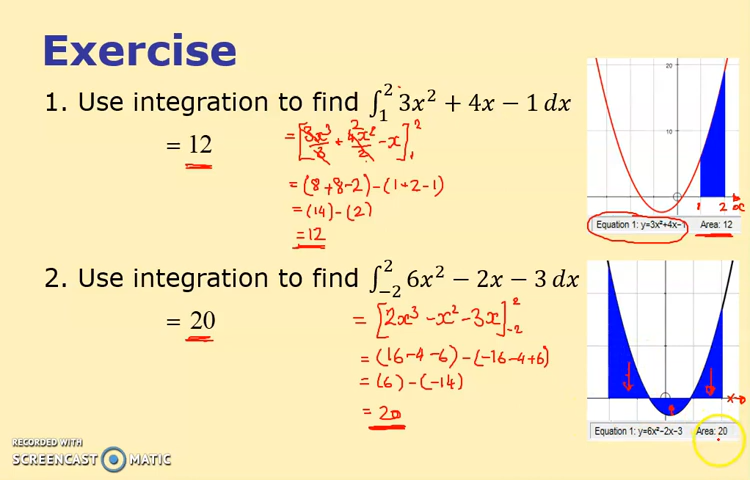 Exercise
1. Use integration to find ∫₁² 3x² + 4x − 1 dx
= 12
= [3x³/3 + 4x²/2 − x]₁²
2
= (8+8−2) − (1+2−1)
= (14) − (2)
= 12
20
10
1 2 x
Equation 1: y=3x²+4x−1 Area: 12
2. Use integration to find ∫₋₂² 6x² − 2x − 3 dx
= 20
= [2x³ − x² − 3x]₋₂²
= (16−4−6) − (−16−4+6)
= (6) − (−14)
= 20
Equation 1: y=6x²−2x−3 Area: 20
RECORDED WITH
SCREENCAST MATIC